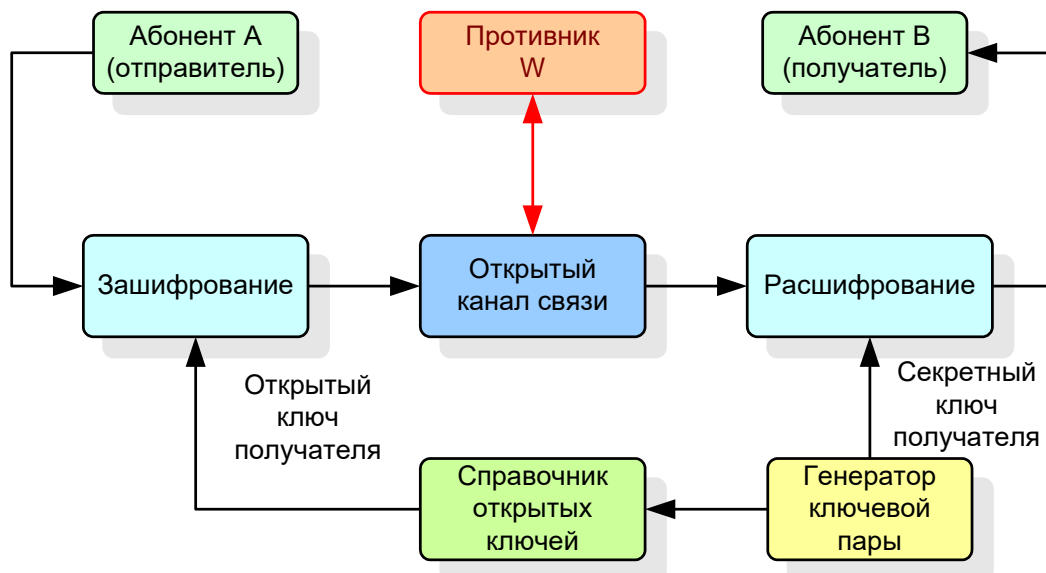 Абонент А
(отправитель)
Противник
W
Абонент В
(получатель)
Зашифрование
Открытый
канал связи
Расшифрование
Открытый
ключ
получателя
Секретный
ключ
получателя
Справочник
открытых
ключей
Генератор
ключевой
пары